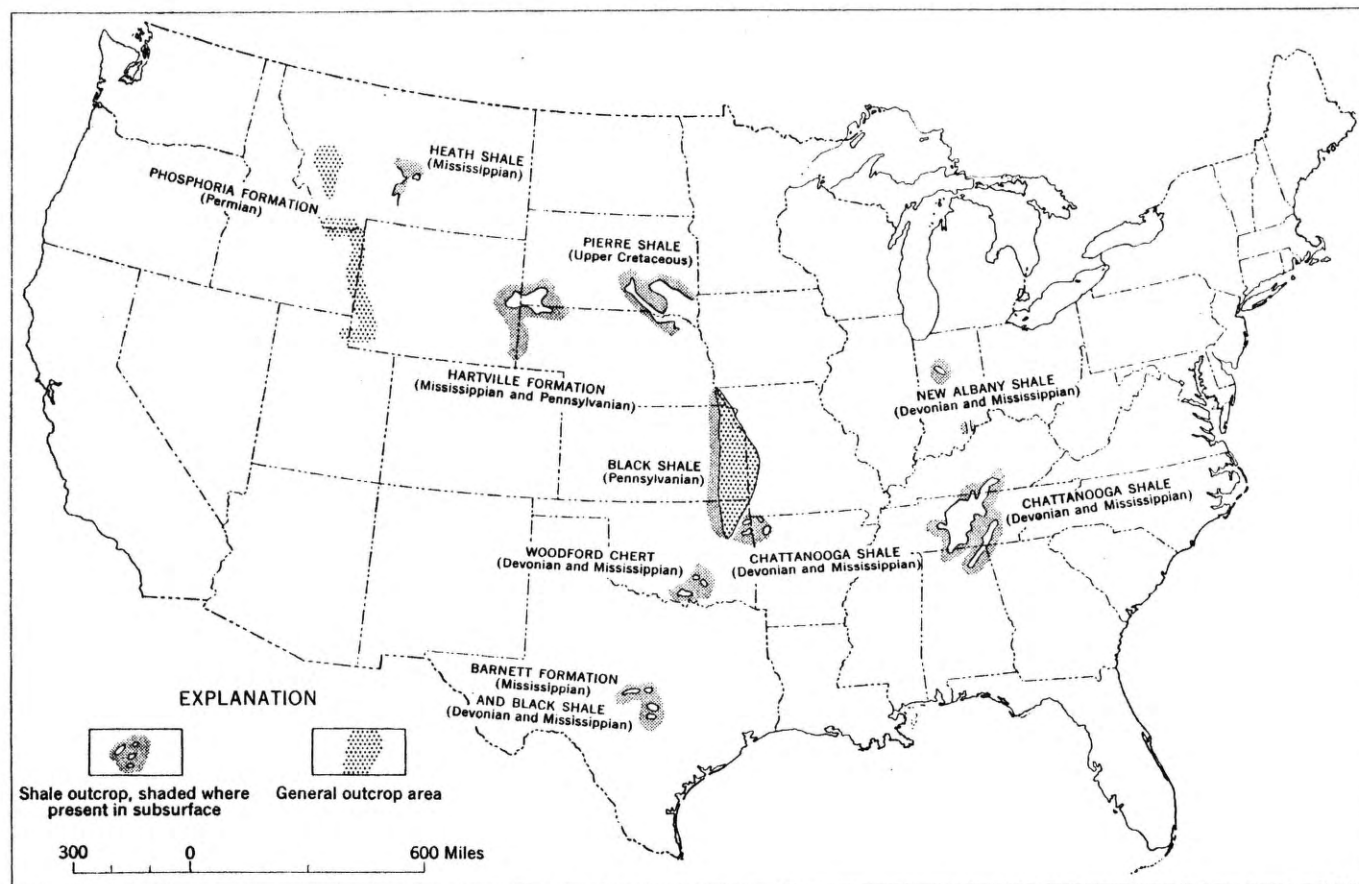 HEATH SHALE
(Mississippian)
PHOSPHORIA FORMATION
(Permian)
PIERRE SHALE
(Upper Cretaceous)
HARTVILLE FORMATION
(Mississippian and Pennsylvanian)
NEW ALBANY SHALE
(Devonian and Mississippian)
BLACK SHALE
(Pennsylvanian)
CHATTANOOGA SHALE
(Devonian and Mississippian)
WOODFORD CHERT
(Devonian and Mississippian)
CHATTANOOGA SHALE
(Devonian and Mississippian)
BARNETT FORMATION
(Mississippian)
AND BLACK SHALE
(Devonian and Mississippian)
EXPLANATION
Shale outcrop, shaded where
present in subsurface
General outcrop area
300 0 600 Miles